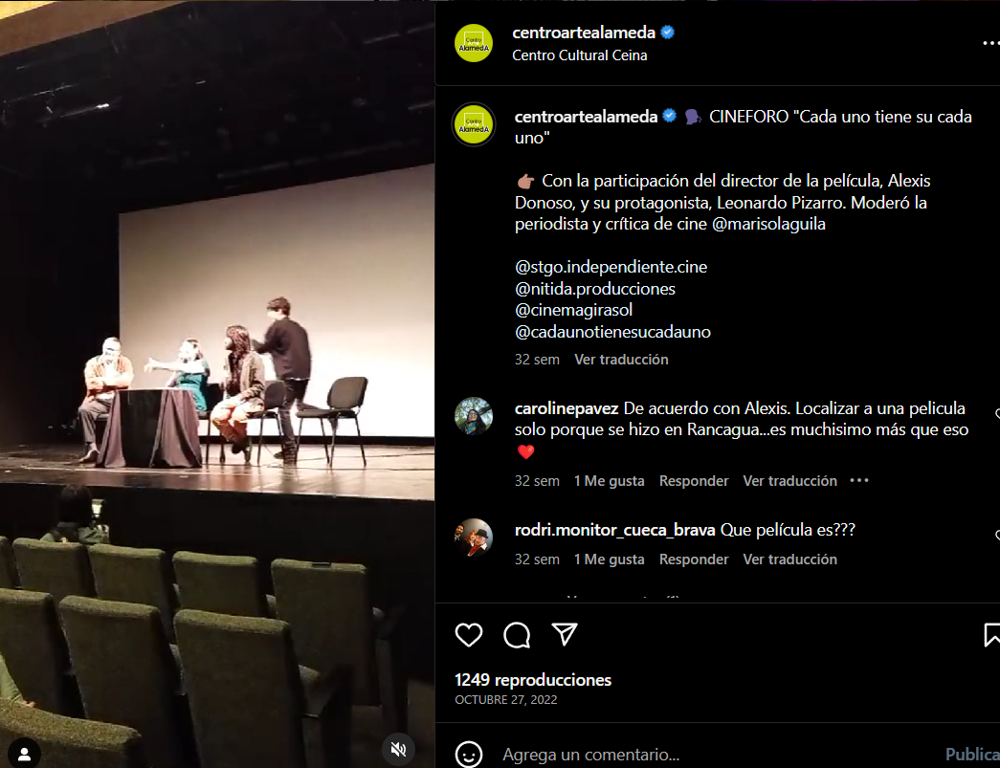 centroartealameda
Centro Cultural Ceina
centroartealameda 🗣 CINEFORO "Cada uno tiene su cada
uno"
👉🏽 Con la participación del director de la película, Alexis
Donoso, y su protagonista, Leonardo Pizarro. Moderó la
periodista y crítica de cine @marisolaguila
@stgo.independiente.cine
@nitida.producciones
@cinemagirasol
@cadaunotienesucadauno
32 sem Ver traducción
carolinepavez De acuerdo con Alexis. Localizar a una pelicula
solo porque se hizo en Rancagua...es muchisimo más que eso
❤️
32 sem 1 Me gusta Responder Ver traducción
rodri.monitor_cueca_brava Que película es???
32 sem 1 Me gusta Responder Ver traducción
1249 reproducciones
OCTUBRE 27, 2022
Agrega un comentario... Publica